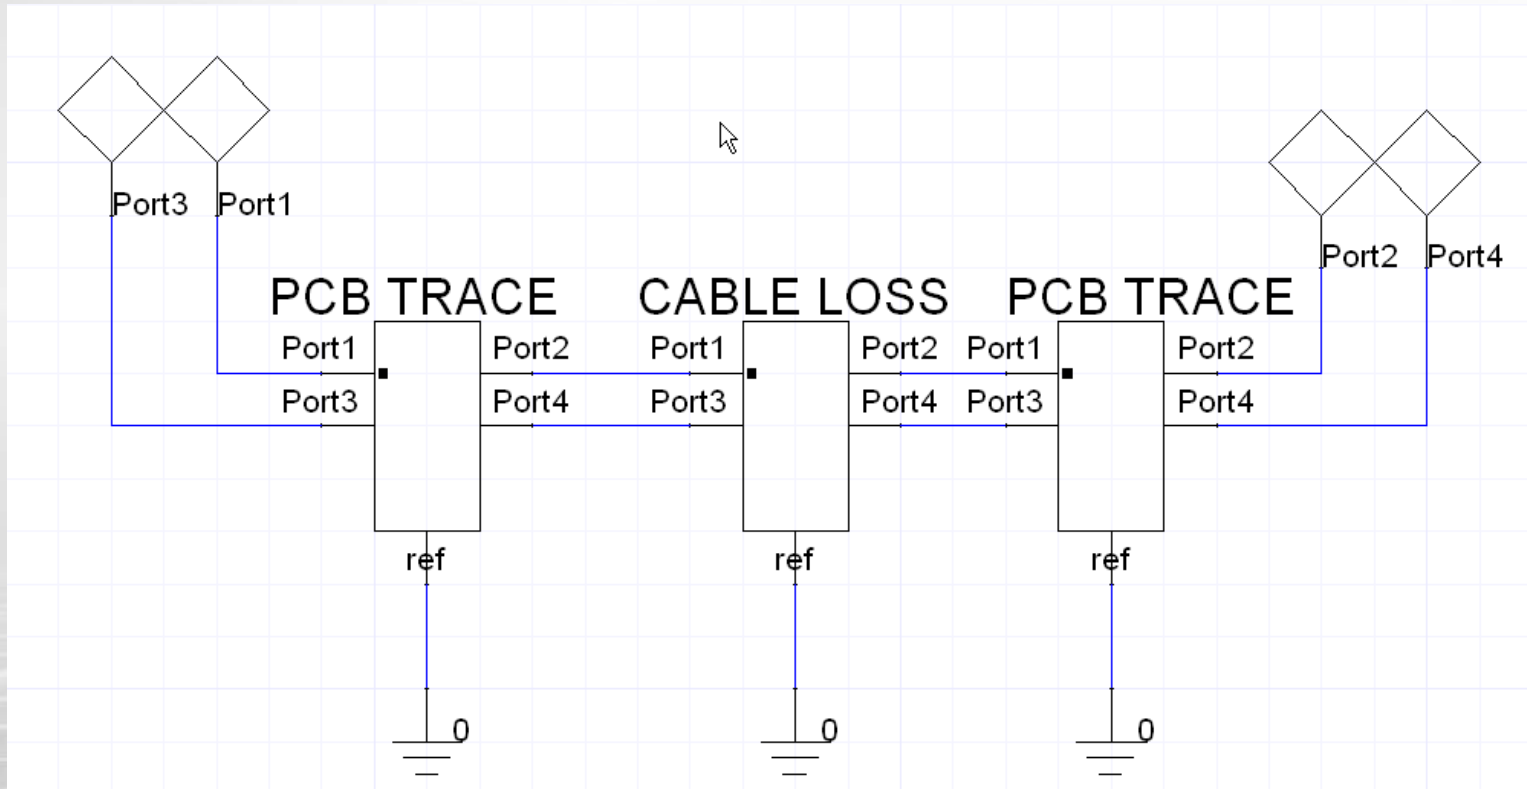 Port3 Port1
Port2 Port4
PCB TRACE CABLE LOSS PCB TRACE
Port1 Port2 Port1 Port2 Port1 Port2
Port3 Port4 Port3 Port4 Port3 Port4
ref ref ref
0 0 0